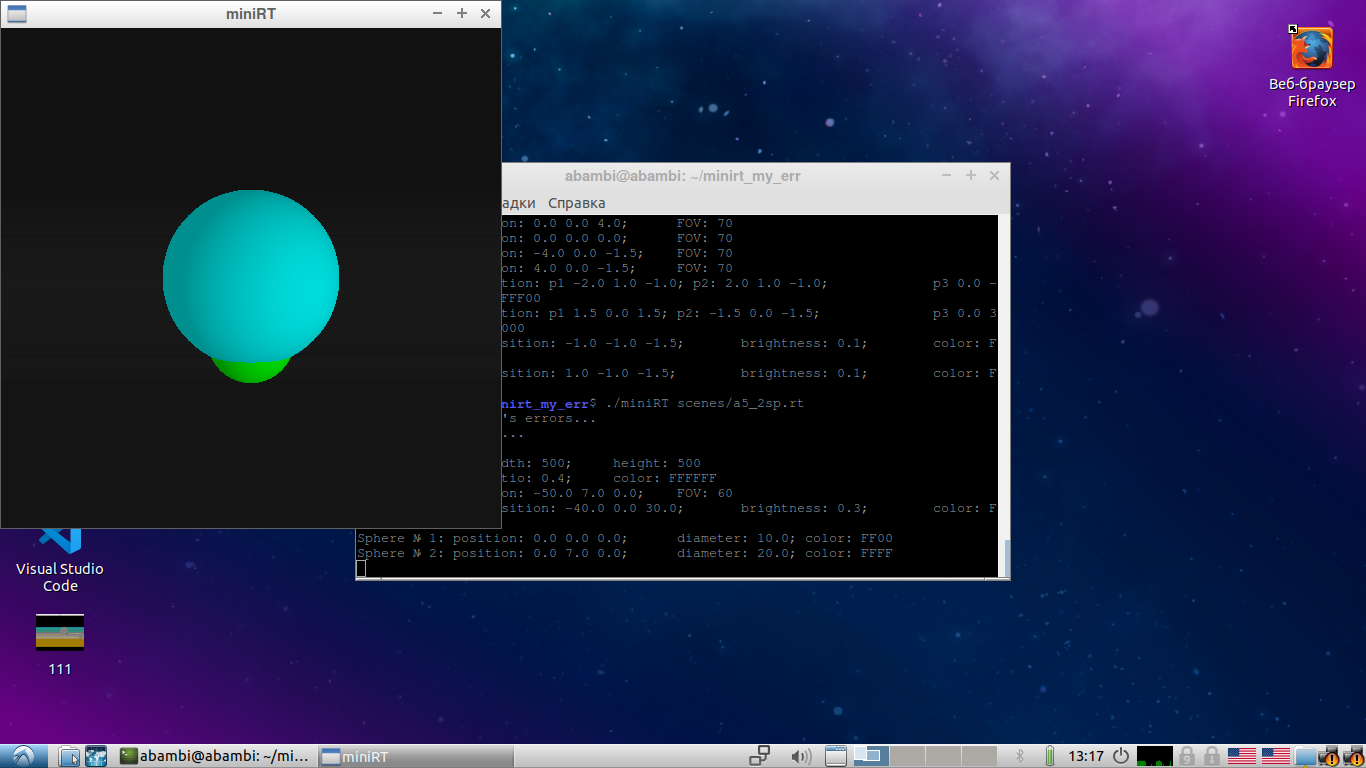 miniRT
Веб-браузер
Firefox
abambi@abambi: ~/minirt_my_err
адки Справка
on: 0.0 0.0 4.0; FOV: 70
on: 0.0 0.0 0.0; FOV: 70
on: -4.0 0.0 -1.5; FOV: 70
on: 4.0 0.0 -1.5; FOV: 70
tion: p1 -2.0 1.0 -1.0; p2: 2.0 1.0 -1.0; p3 0.0 -
FFF00
tion: p1 1.5 0.0 1.5; p2: -1.5 0.0 -1.5; p3 0.0 3
000
sition: -1.0 -1.0 -1.5; brightness: 0.1; color: F
sition: 1.0 -1.0 -1.5; brightness: 0.1; color: F
nirt_my_err$ ./miniRT scenes/a5_2sp.rt
's errors...
...
dth: 500; height: 500
tio: 0.4; color: FFFFFF
on: -50.0 7.0 0.0; FOV: 60
sition: -40.0 0.0 30.0; brightness: 0.3; color: F
Sphere № 1: position: 0.0 0.0 0.0; diameter: 10.0; color: FF00
Sphere № 2: position: 0.0 7.0 0.0; diameter: 20.0; color: FFFF
Visual Studio
Code
111
abambi@abambi: ~/mi...
miniRT
13:17